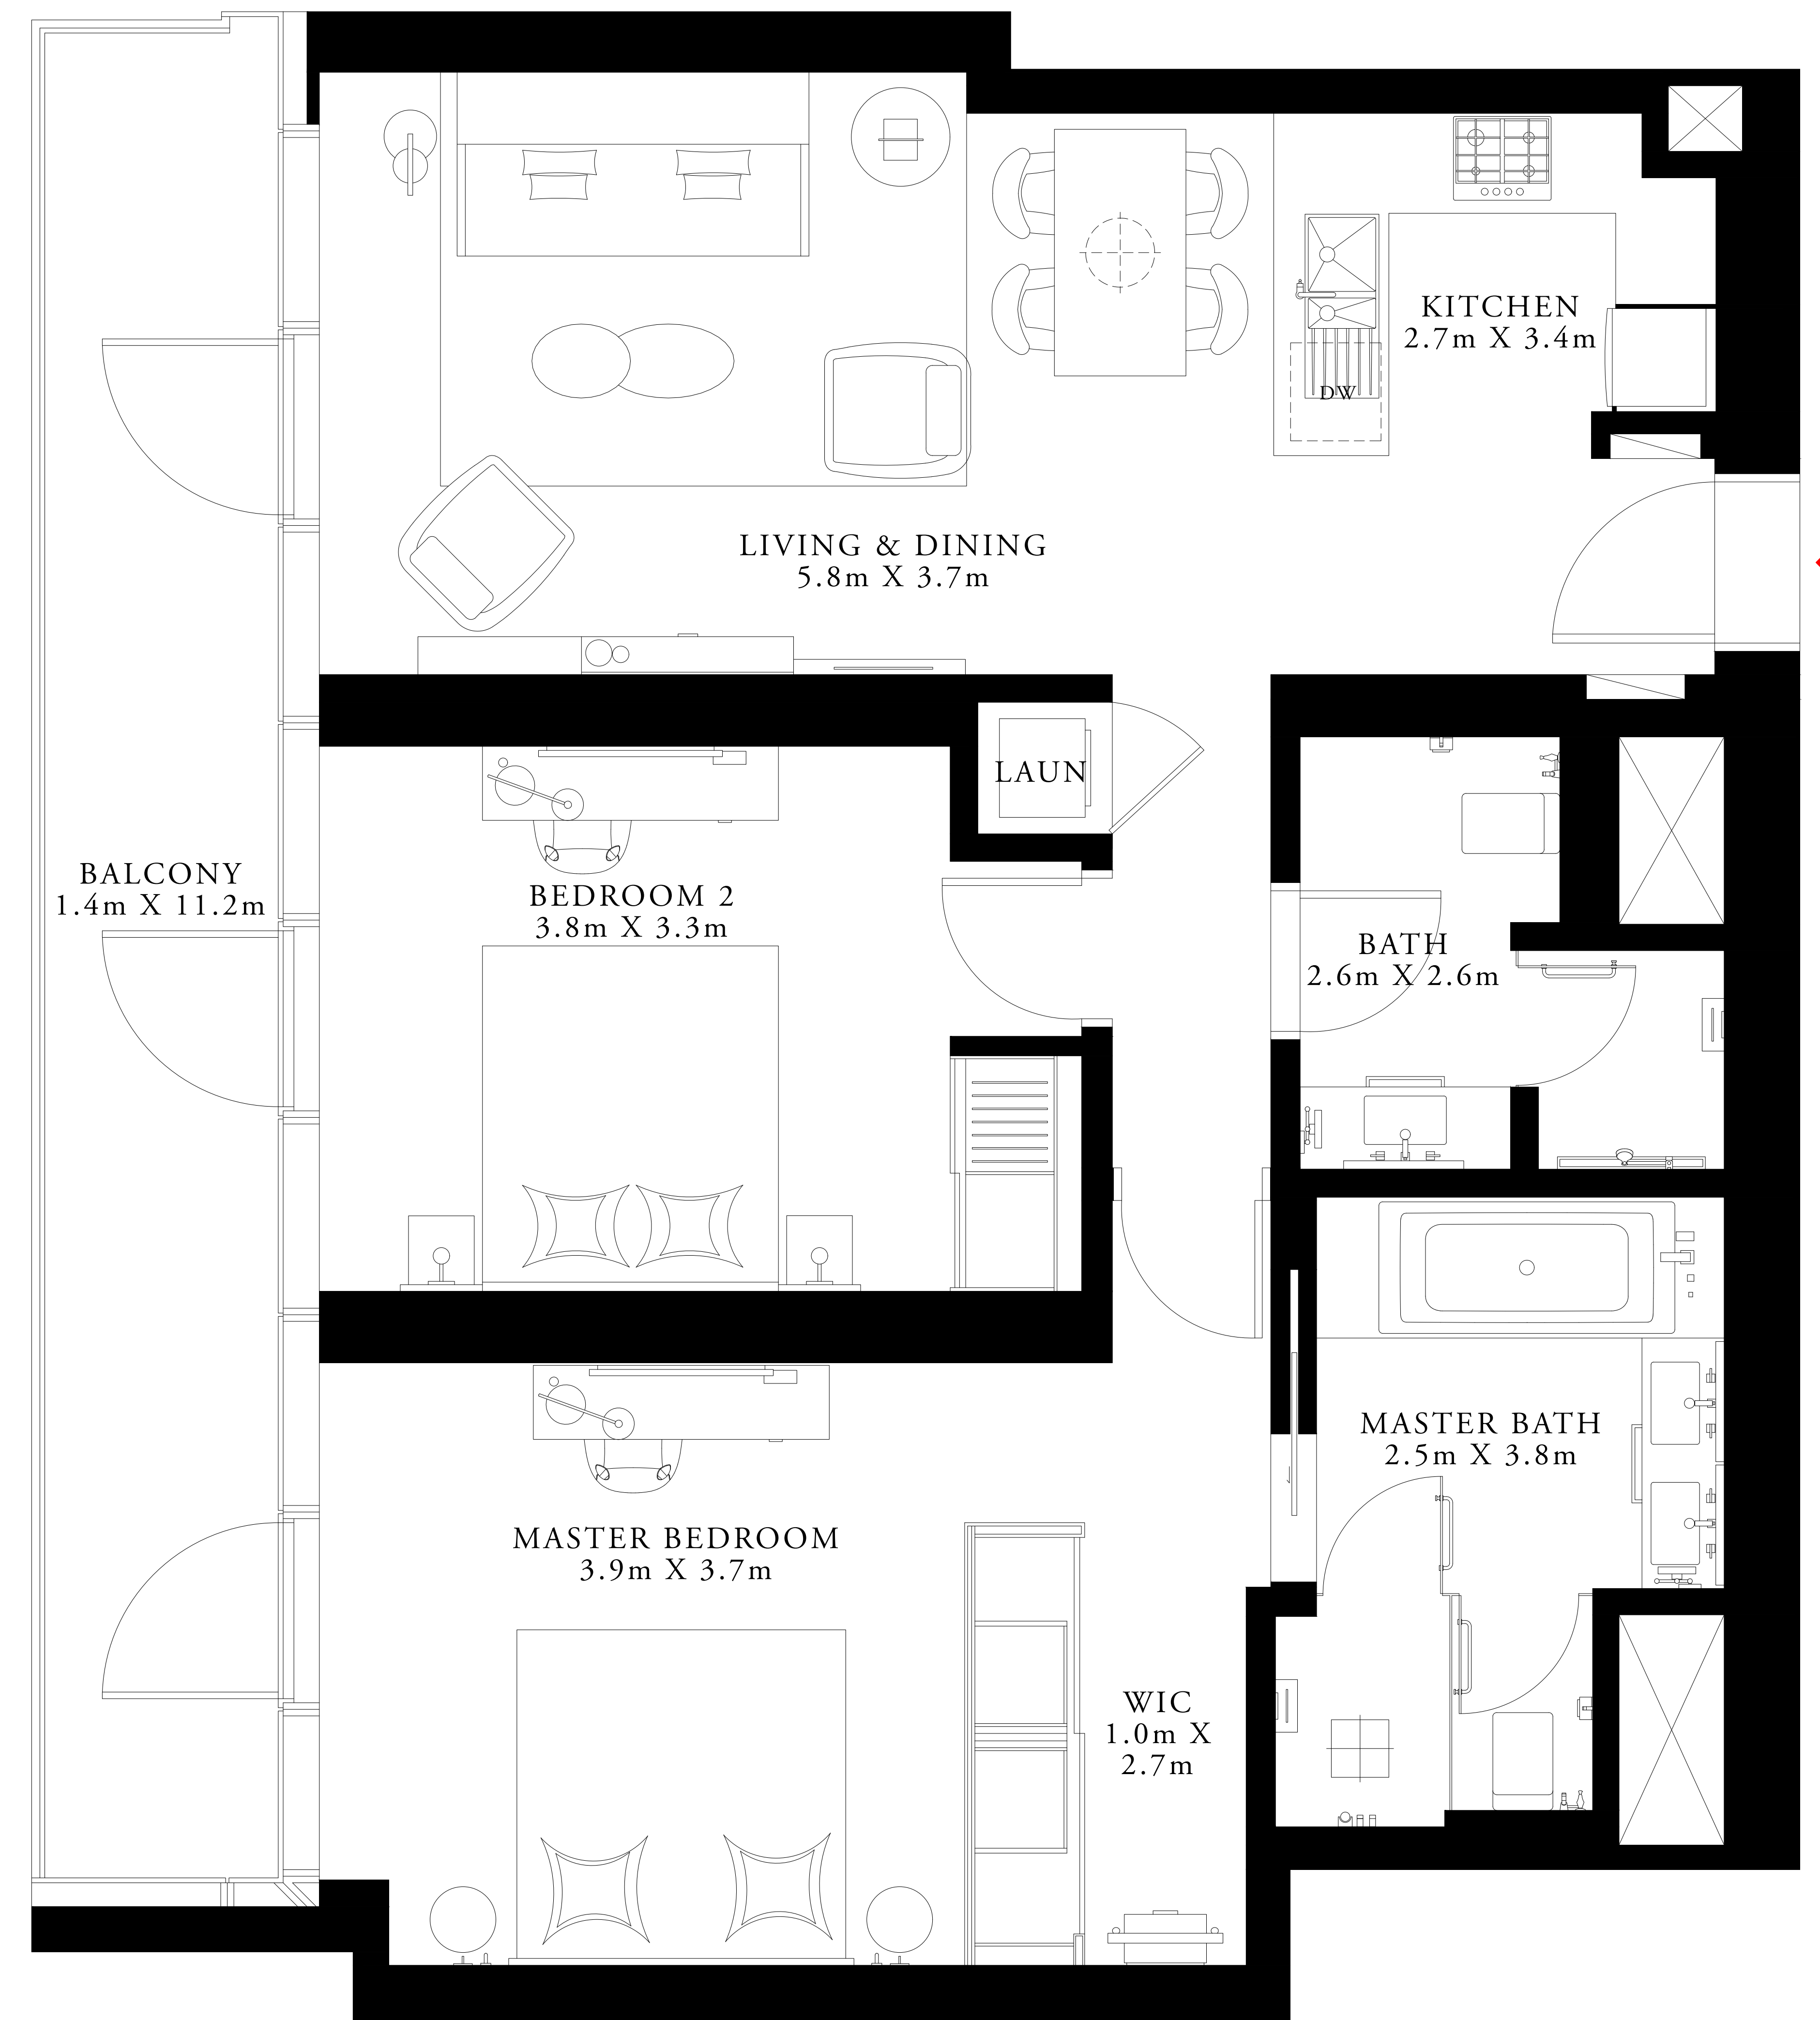 KITCHEN
2.7m X 3.4m
DW
LIVING & DINING
5.8m X 3.7m
LAUN
BALCONY
1.4m X 11.2m
BEDROOM 2
3.8m X 3.3m
BATH
2.6m X 2.6m
MASTER BATH
2.5m X 3.8m
MASTER BEDROOM
3.9m X 3.7m
WIC
1.0m X
2.7m